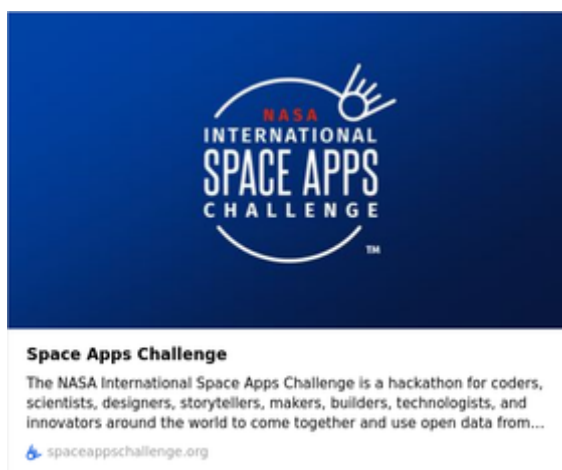 NASA
INTERNATIONAL
SPACE APPS
CHALLENGE
TM
Space Apps Challenge
The NASA International Space Apps Challenge is a hackathon for coders,
scientists, designers, storytellers, makers, builders, technologists, and
innovators around the world to come together and use open data from...
spaceappschallenge.org